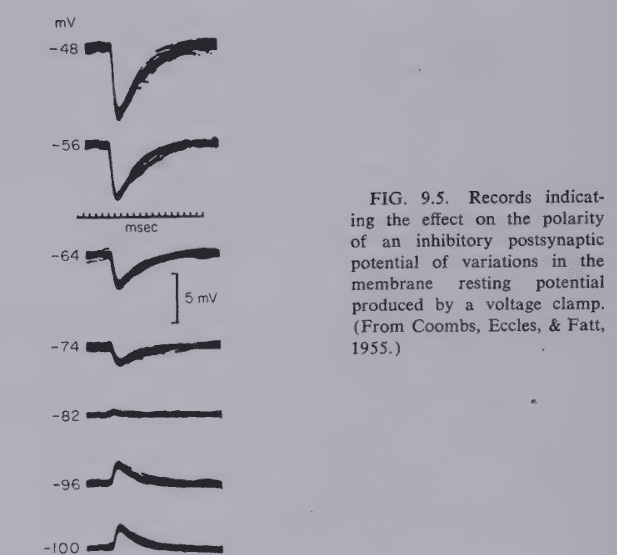 mV
-48
-56
msec
-64
5 mV
-74
-82
-96
-100
FIG. 9.5. Records indicat-
ing the effect on the polarity
of an inhibitory postsynaptic
potential of variations in the
membrane resting potential
produced by a voltage clamp.
(From Coombs, Eccles, & Fatt,
1955.)